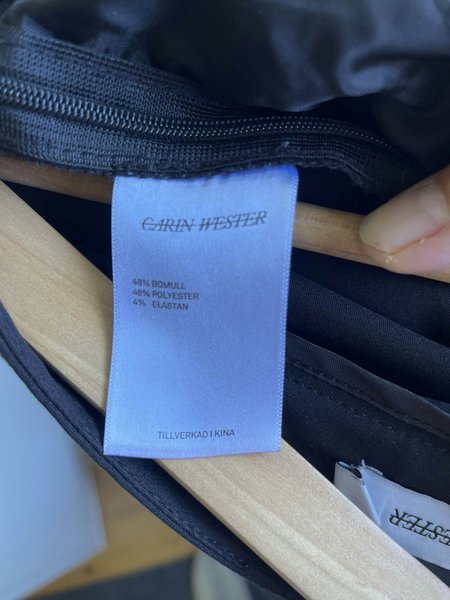 CARIN WESTER
48% BOMULL
48% POLYESTER
4% ELASTAN
TILLVERKAD I KINA